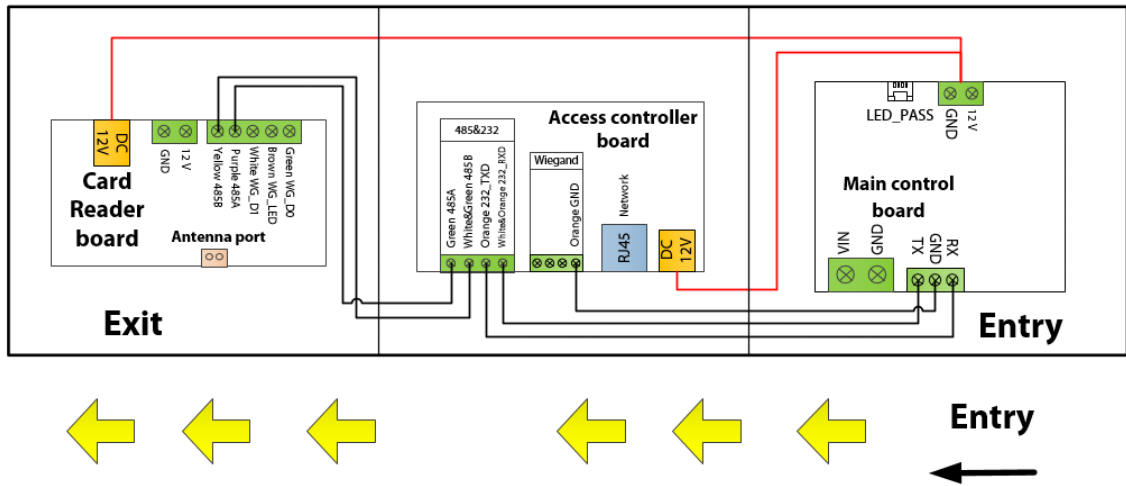 DC
12V
GND
12 V
Yellow 485B
Purple 485A
White WG_D1
Brown WG_LED
Green WG_D0
Card
Reader
board
Antenna port
Exit
485&232
Green 485A
White&Green 485B
Orange 232_TXD
White&Orange 232_RXD
Access controller
board
Wiegand
Orange GND
Network
RJ45
DC
12V
LED_PASS
GND
12 V
Main control
board
VIN
GND
TX
GND
RX
Entry
Entry